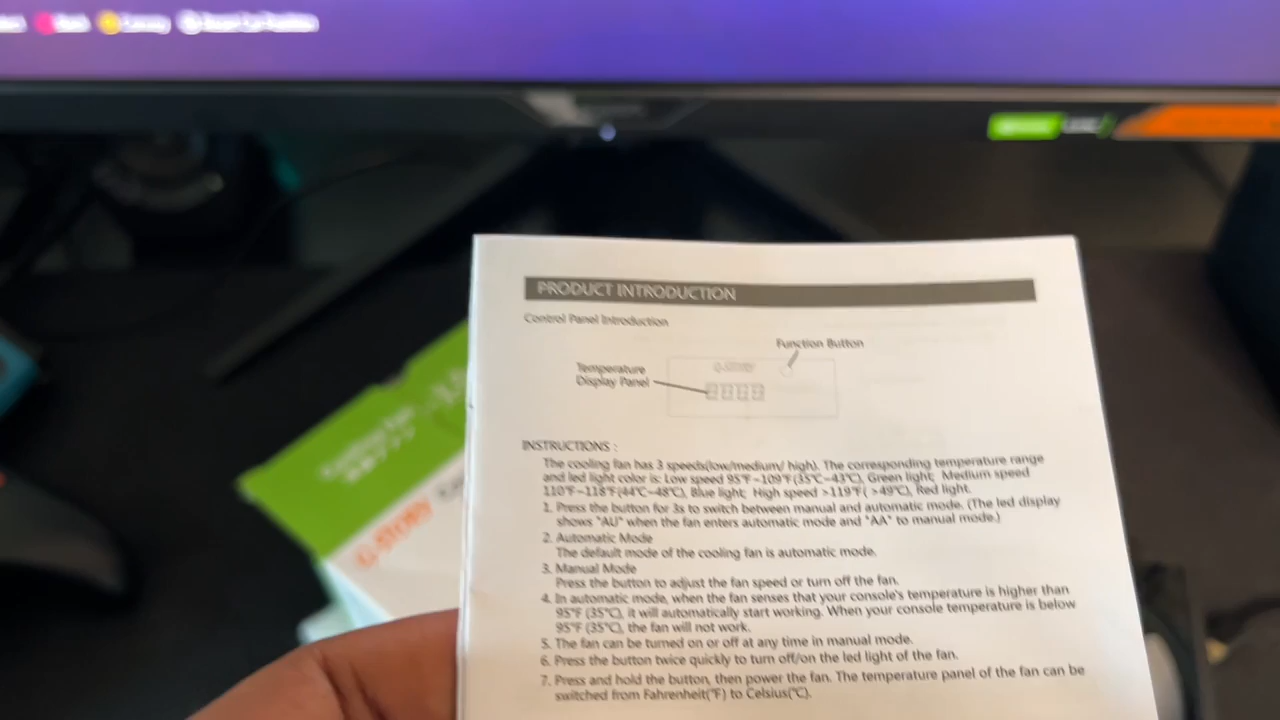 PRODUCT INTRODUCTION
Control Panel Introduction
Function Button
Temperature
Display Panel
G-STORY
INSTRUCTIONS :
The cooling fan has 3 speeds(low/medium/ high). The corresponding temperature range
and led light color is: Low speed 95℉~109℉(35℃~43℃), Green light; Medium speed
110℉~118℉(44℃~48℃), Blue light; High speed >119℉( >49℃), Red light.
1. Press the button for 3s to switch between manual and automatic mode. (The led display
shows "AU" when the fan enters automatic mode and "AA" to manual mode.)
2. Automatic Mode
The default mode of the cooling fan is automatic mode.
3. Manual Mode
Press the button to adjust the fan speed or turn off the fan.
4. In automatic mode, when the fan senses that your console's temperature is higher than
95℉ (35℃), it will automatically start working. When your console temperature is below
95℉ (35℃), the fan will not work.
5. The fan can be turned on or off at any time in manual mode.
6. Press the button twice quickly to turn off/on the led light of the fan.
7. Press and hold the button, then power the fan. The temperature panel of the fan can be
switched from Fahrenheit(℉) to Celsius(℃).
Cooling Fan
G-STORY